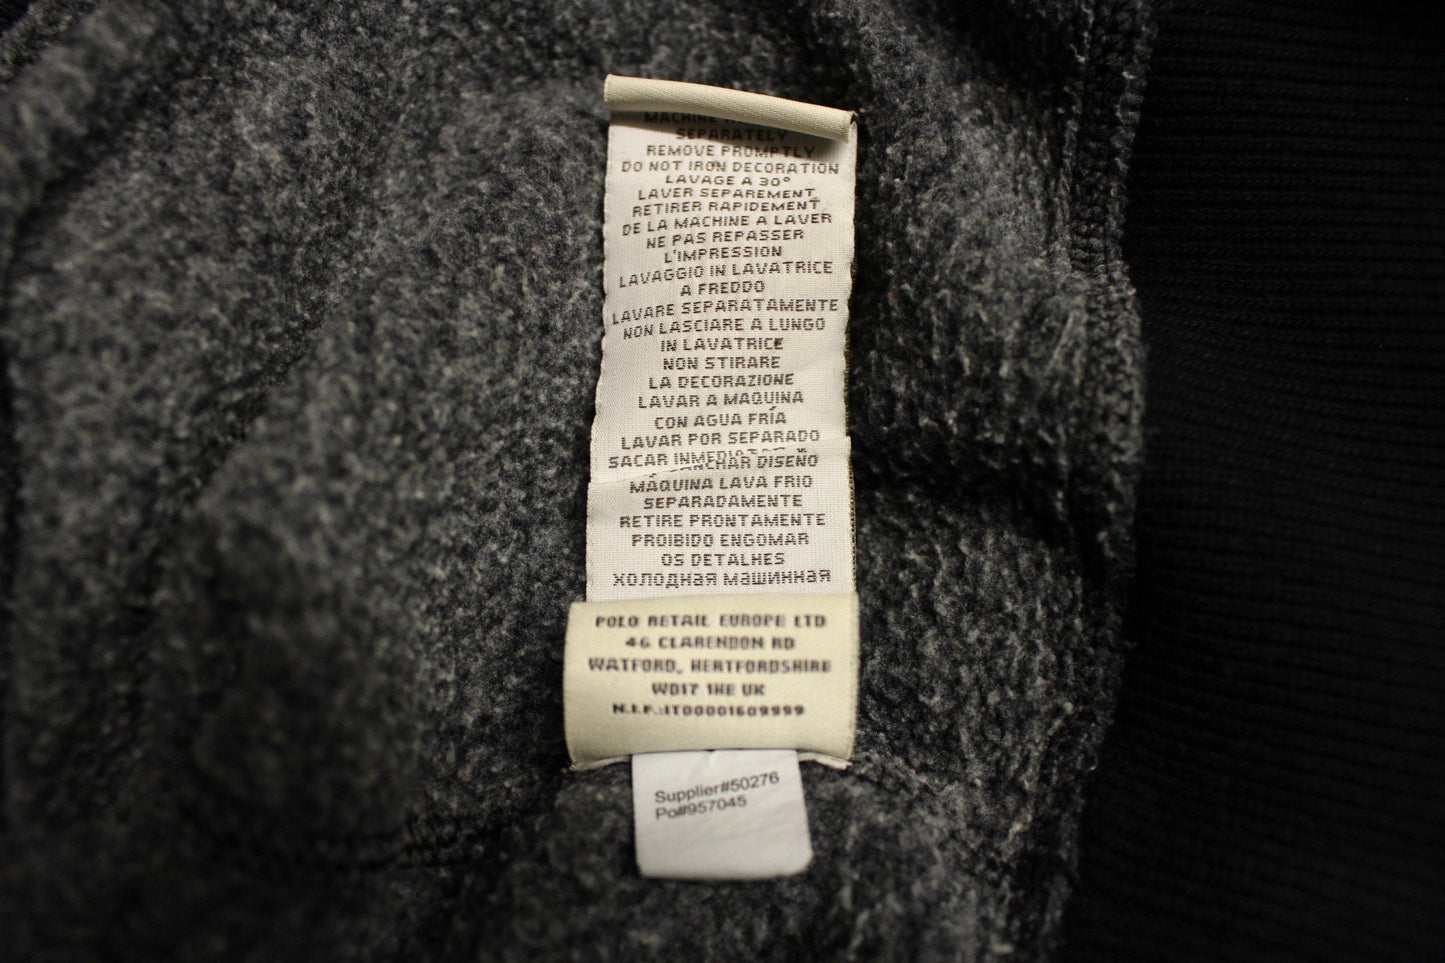 MACHINE
SEPARATELY
REMOVE PROMPTLY
DO NOT IRON DECORATION
LAVAGE A 30°
LAVER SEPAREMENT
RETIRER RAPIDEMENT
DE LA MACHINE A LAVER
NE PAS REPASSER
L'IMPRESSION
LAVAGGIO IN LAVATRICE
A FREDDO
LAVARE SEPARATAMENTE
NON LASCIARE A LUNGO
IN LAVATRICE
NON STIRARE
LA DECORAZIONE
LAVAR A MAQUINA
CON AGUA FRÍA
LAVAR POR SEPARADO
SACAR
DISEÑO
MÁQUINA LAVA FRIO
SEPARADAMENTE
RETIRE PRONTAMENTE
PROIBIDO ENGOMAR
OS DETALHES
ХОЛОДНАЯ МАШИННАЯ
POLO RETAIL EUROPE LTD
46 CLARENDON RD
WATFORD, HERTFORDSHIRE
WD17 1HE UK
N.I.F.:IT00001609999
Supplier#50276
Po#957045